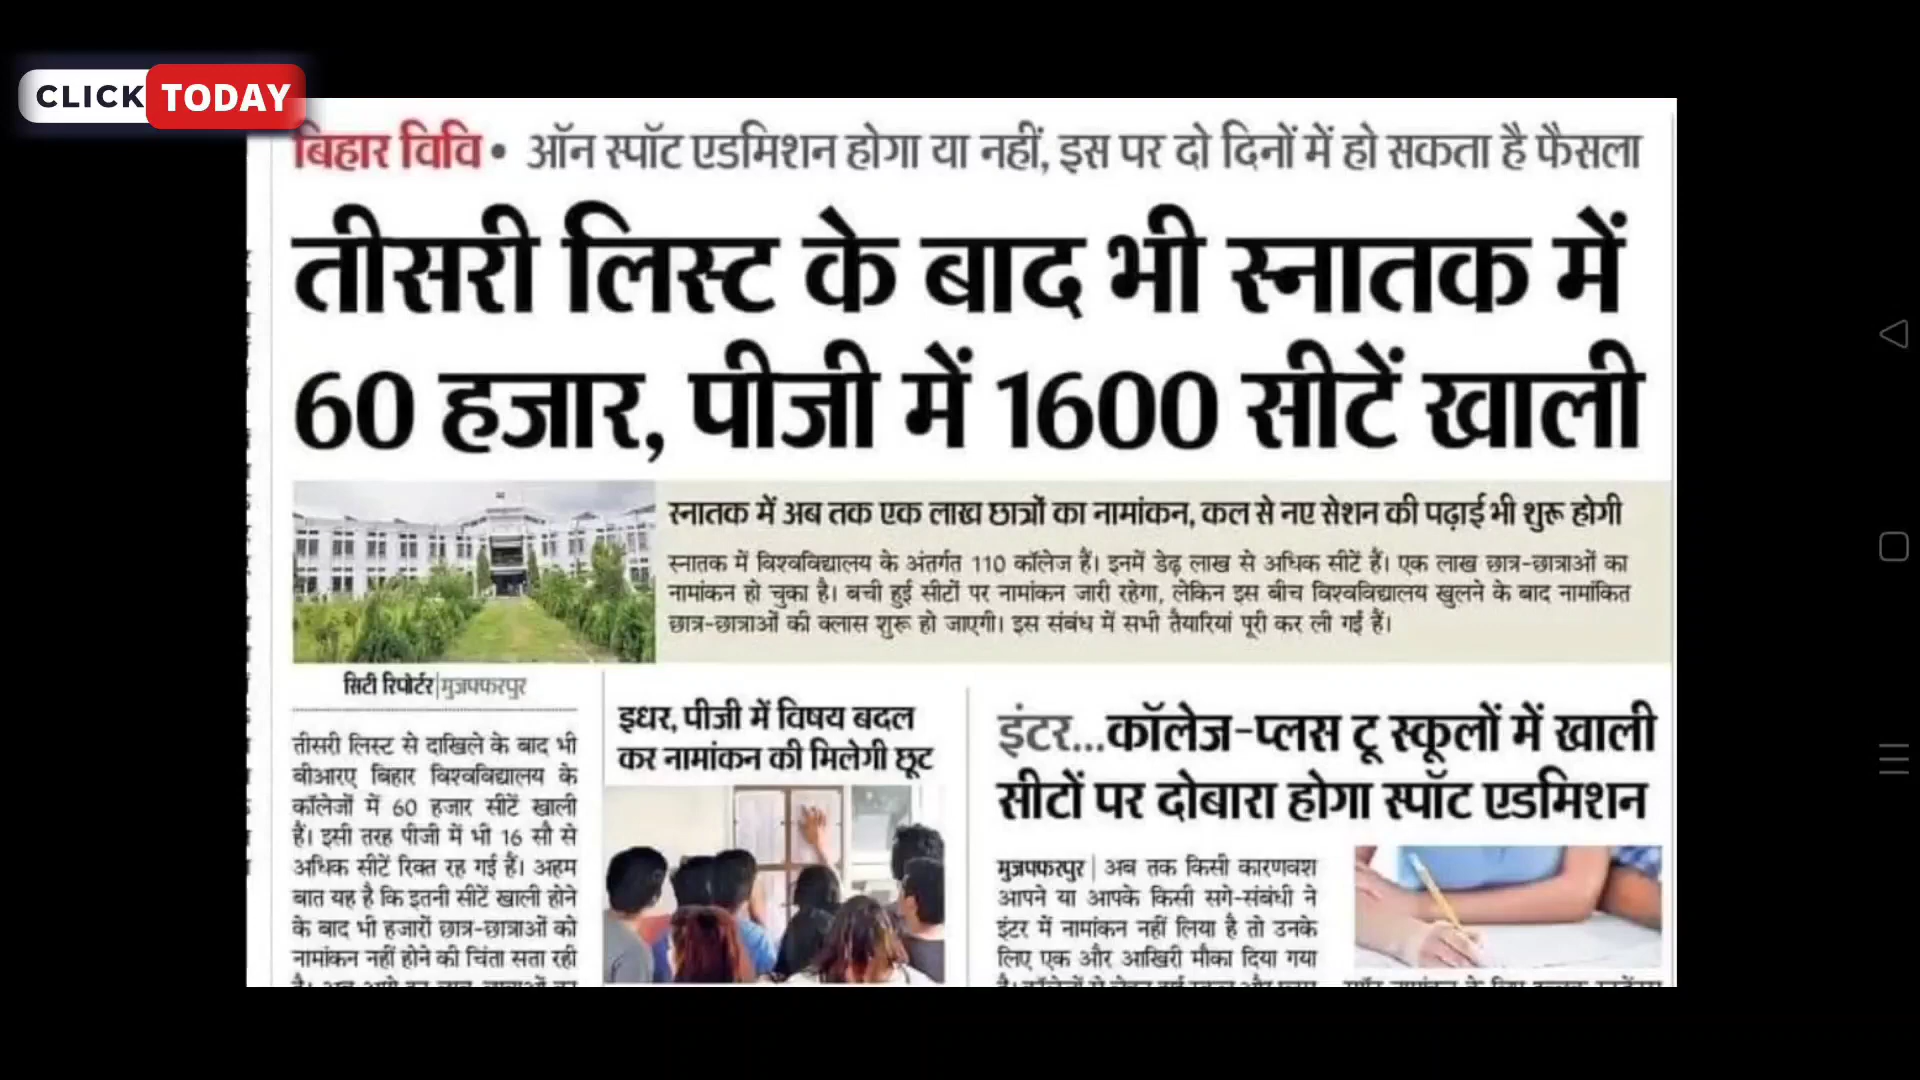 CLICK TODAY
बिहार विवि • ऑन स्पॉट एडमिशन होगा या नहीं, इस पर दो दिनों में हो सकता है फैसला
तीसरी लिस्ट के बाद भी स्नातक में
60 हजार, पीजी में 1600 सीटें खाली
स्नातक में अब तक एक लाख छात्रों का नामांकन, कल से नए सेशन की पढ़ाई भी शुरू होगी
स्नातक में विश्वविद्यालय के अंतर्गत 110 कॉलेज हैं। इनमें डेढ़ लाख से अधिक सीटें हैं। एक लाख छात्र-छात्राओं का
नामांकन हो चुका है। बची हुई सीटों पर नामांकन जारी रहेगा, लेकिन इस बीच विश्वविद्यालय खुलने के बाद नामांकित
छात्र-छात्राओं की क्लास शुरू हो जाएगी। इस संबंध में सभी तैयारियां पूरी कर ली गई हैं।
सिटी रिपोर्टर|मुजफ्फरपुर
तीसरी लिस्ट से दाखिले के बाद भी
बीआरए बिहार विश्वविद्यालय के
कॉलेजों में 60 हजार सीटें खाली
हैं। इसी तरह पीजी में भी 16 सौ से
अधिक सीटें रिक्त रह गई हैं। अहम
बात यह है कि इतनी सीटें खाली होने
के बाद भी हजारों छात्र-छात्राओं को
नामांकन नहीं होने की चिंता सता रही
इधर, पीजी में विषय बदल
कर नामांकन की मिलेगी छूट
इंटर...कॉलेज-प्लस टू स्कूलों में खाली
सीटों पर दोबारा होगा स्पॉट एडमिशन
मुजफ्फरपुर | अब तक किसी कारणवश
आपने या आपके किसी सगे-संबंधी ने
इंटर में नामांकन नहीं लिया है तो उनके
लिए एक और आखिरी मौका दिया गया